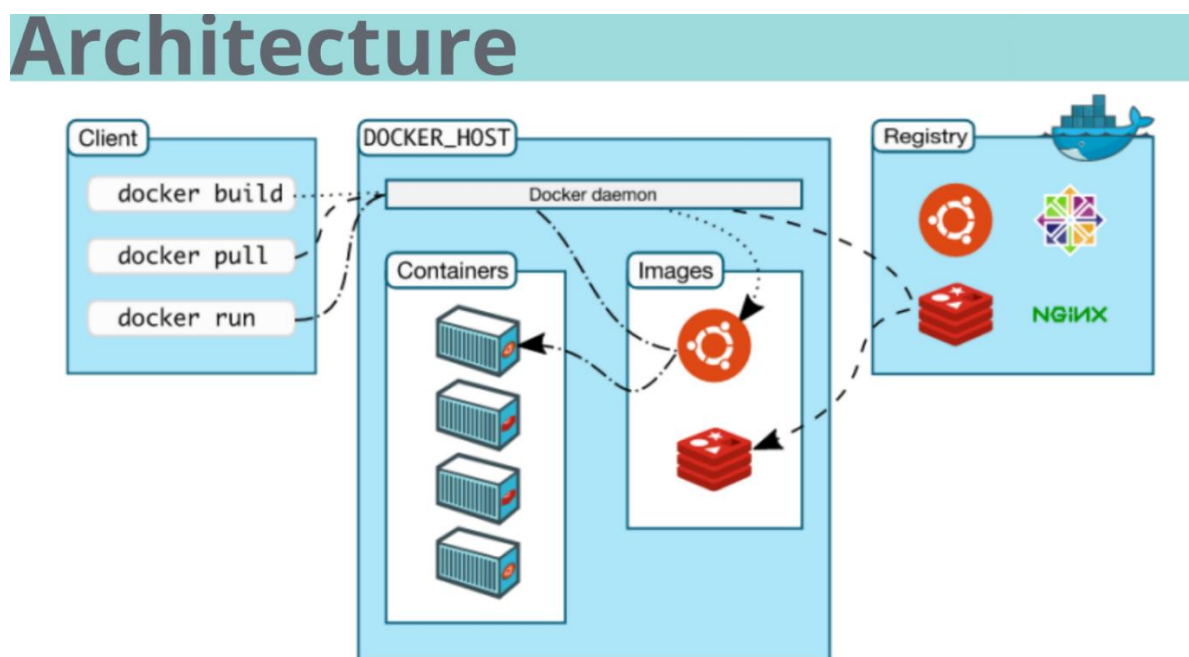 Architecture
Client
docker build
docker pull
docker run
DOCKER_HOST
Docker daemon
Containers
Images
Registry
NGINX